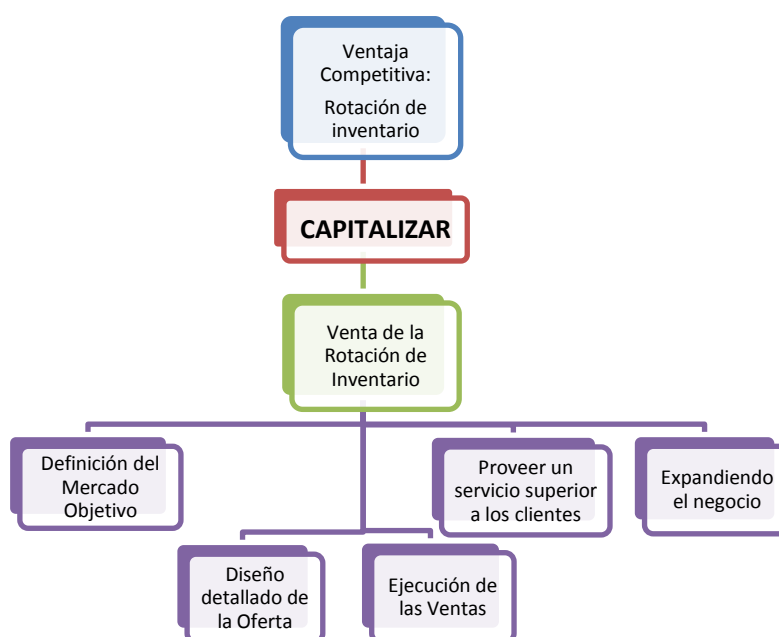 Ventaja
Competitiva:
Rotación de
inventario
CAPITALIZAR
Venta de la
Rotación de
Inventario
Definición del
Mercado
Objetivo
Diseño
detallado de
la Oferta
Ejecución de
las Ventas
Proveer un
servicio superior
a los clientes
Expandiendo
el negocio